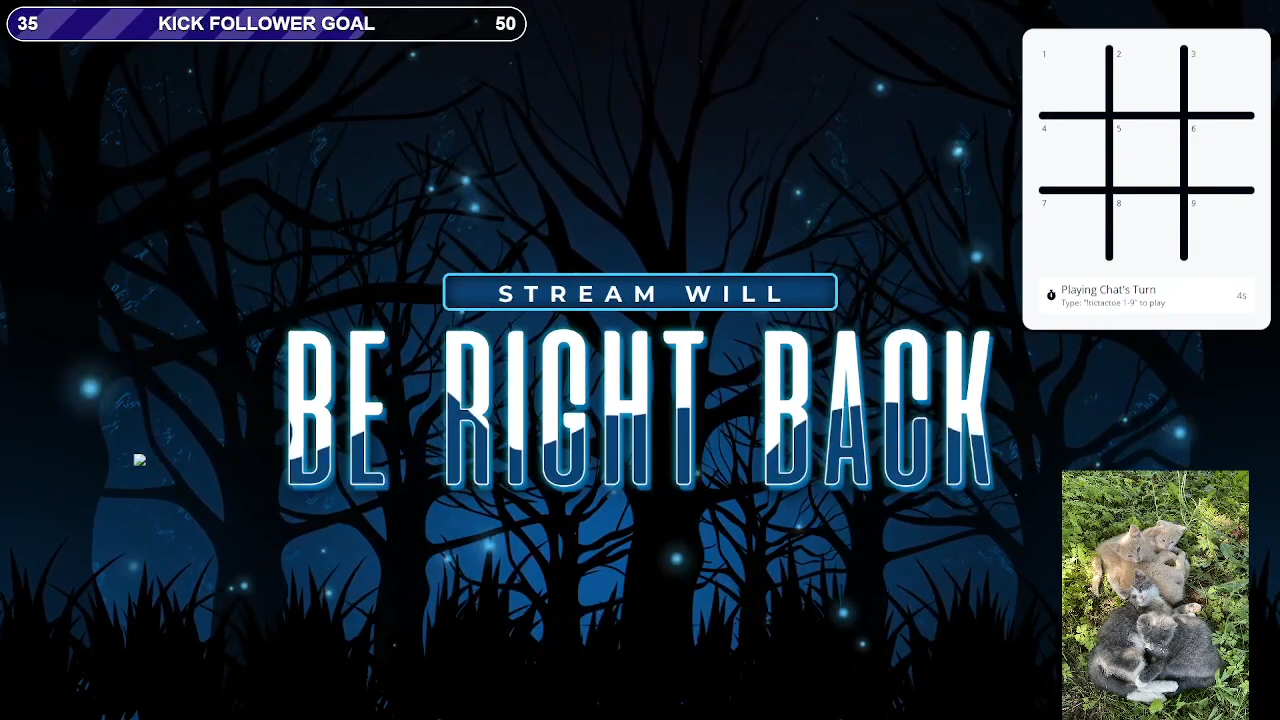 35 KICK FOLLOWER GOAL 50
1 2 3
4 5 6
7 8 9
Playing Chat's Turn
Type: "!tictactoe 1-9" to play
4s
STREAM WILL
BE RIGHT BACK